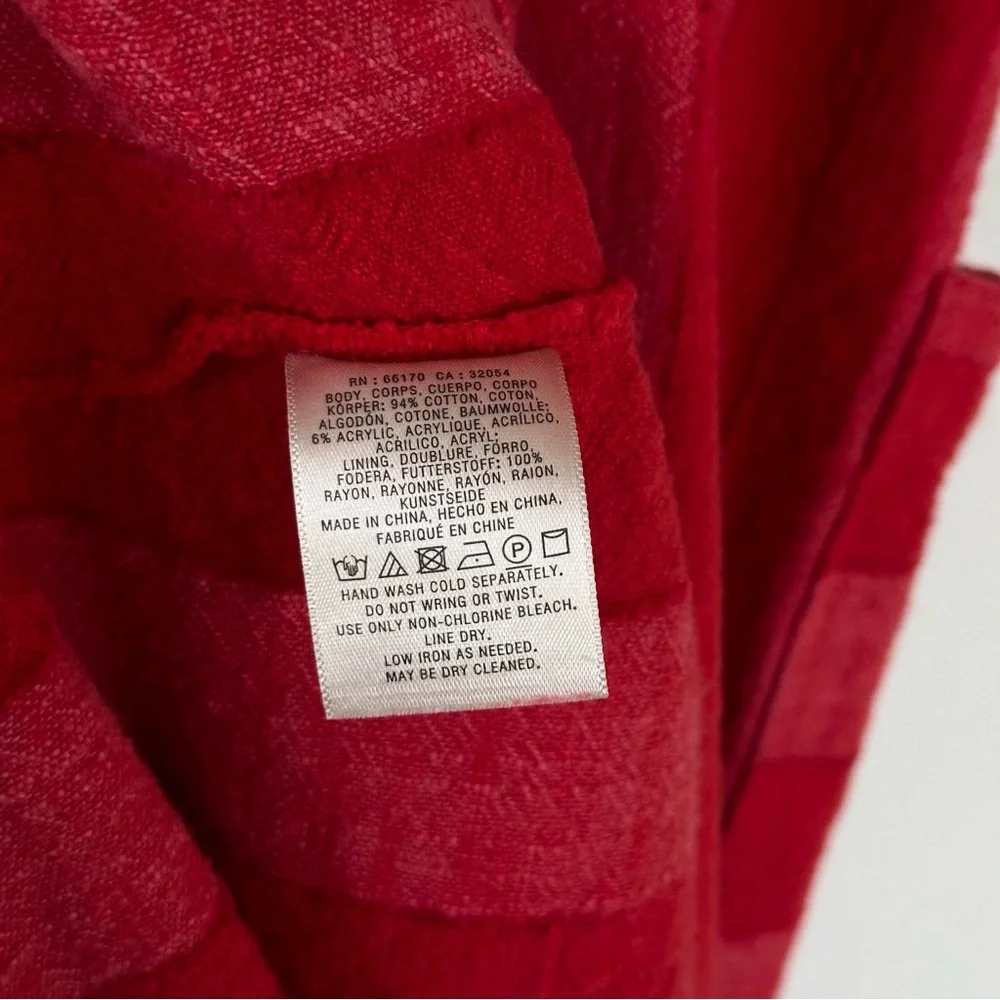 RN : 66170 CA : 32054
BODY, CORPS, CUERPO, CORPO
KÖRPER: 94% COTTON, COTON,
ALGODÓN, COTONE, BAUMWOLLE;
6% ACRYLIC, ACRYLIQUE, ACRÍLICO,
ACRILICO, ACRYL;
LINING, DOUBLURE, FORRO,
FODERA, FUTTERSTOFF: 100%
RAYON, RAYONNE, RAYÓN, RAION,
KUNSTSEIDE
MADE IN CHINA, HECHO EN CHINA,
FABRIQUÉ EN CHINE
P
HAND WASH COLD SEPARATELY.
DO NOT WRING OR TWIST.
USE ONLY NON-CHLORINE BLEACH.
LINE DRY.
LOW IRON AS NEEDED.
MAY BE DRY CLEANED.